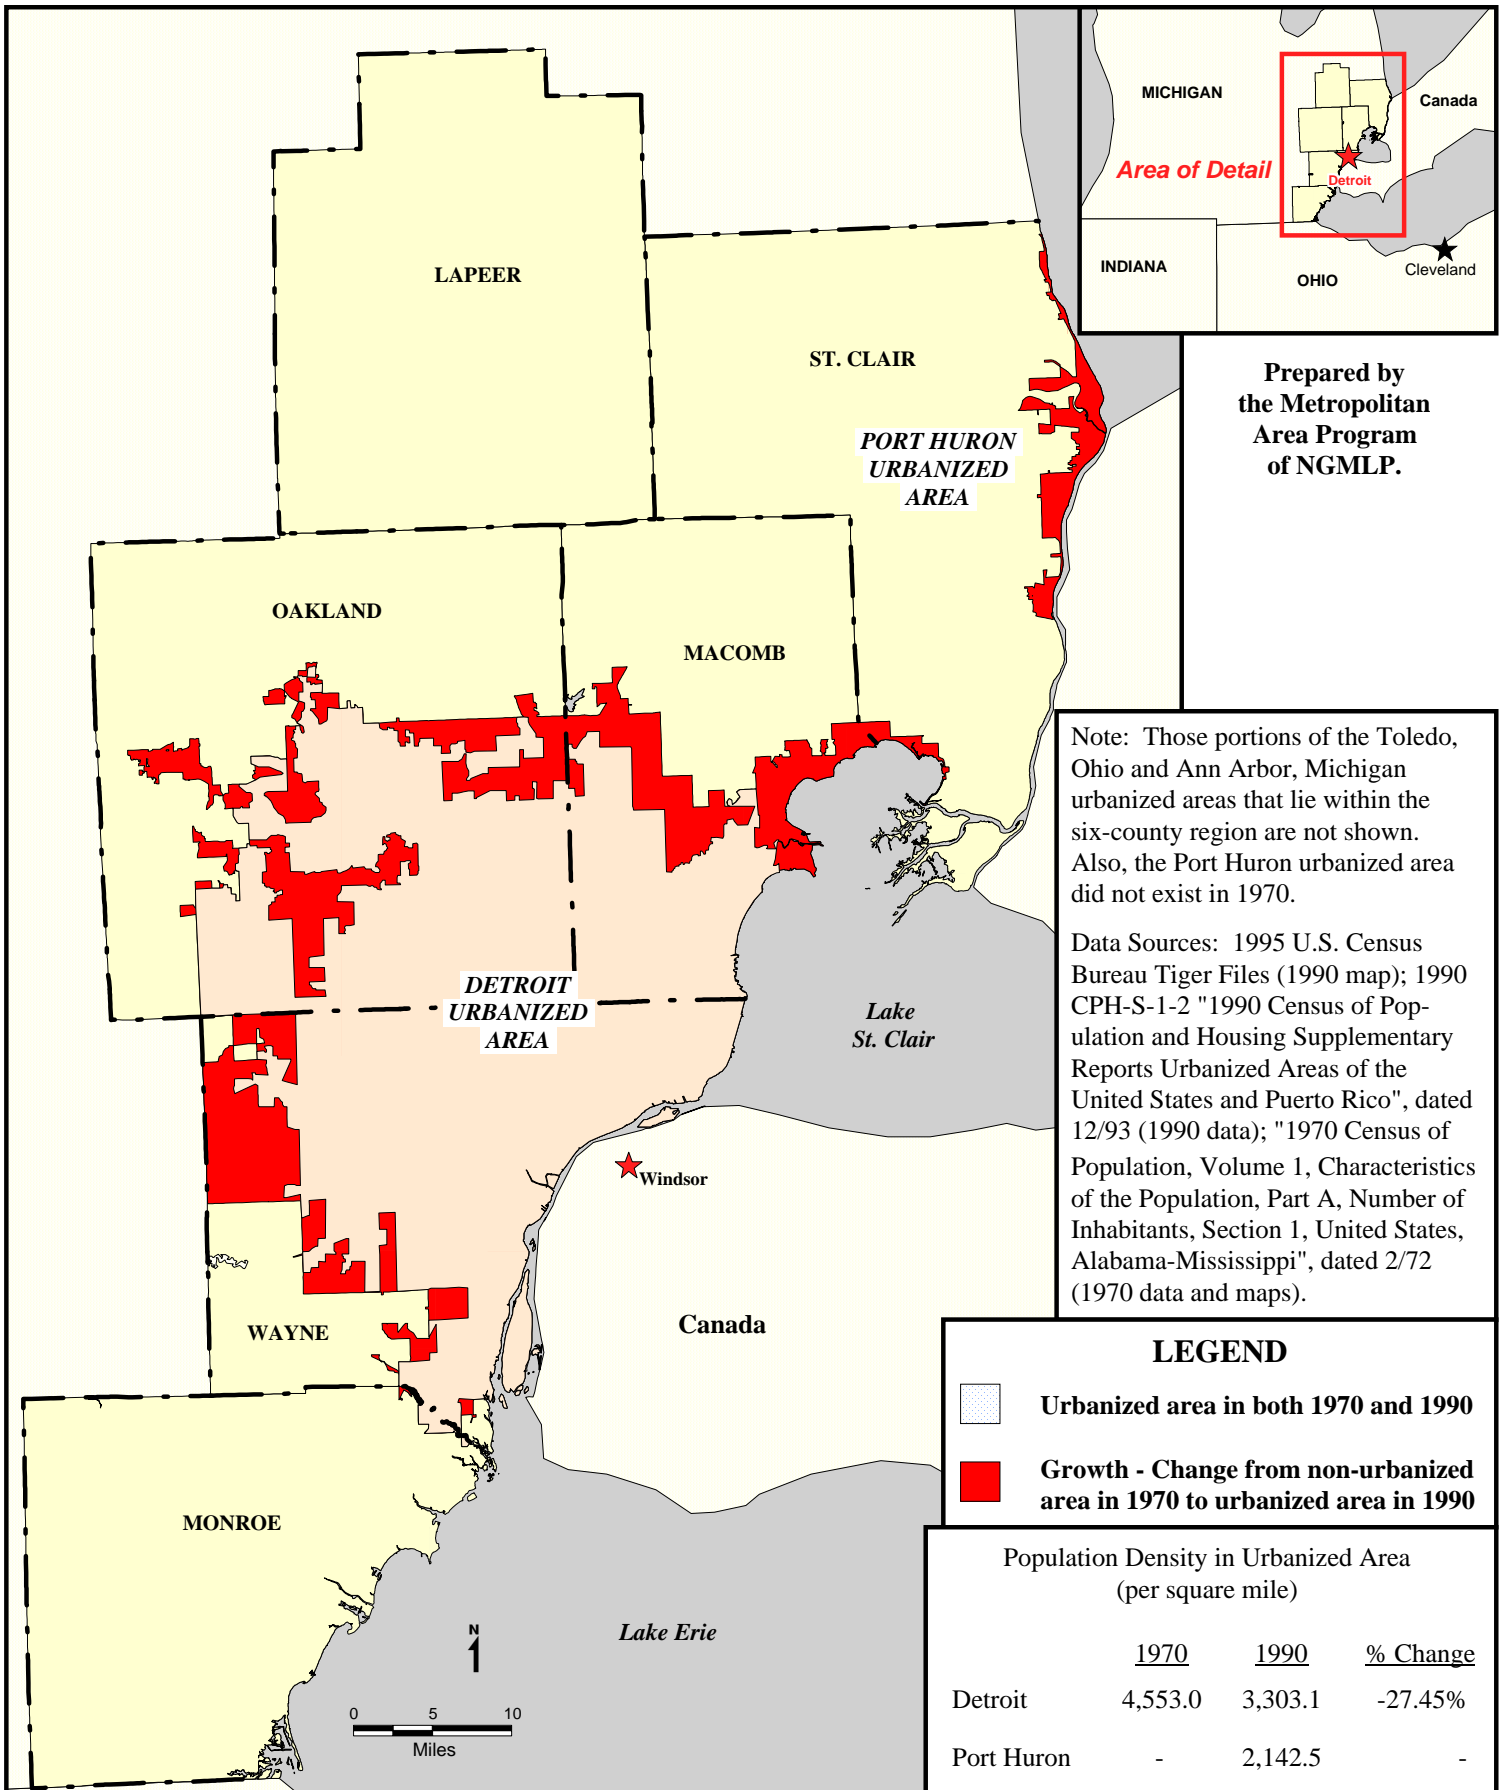 MICHIGAN
Canada
Area of Detail
Detroit
INDIANA
OHIO
Cleveland
LAPEER
ST. CLAIR
Prepared by
the Metropolitan
Area Program
of NGMLP.
PORT HURON
URBANIZED
AREA
OAKLAND
MACOMB
Note: Those portions of the Toledo,
Ohio and Ann Arbor, Michigan
urbanized areas that lie within the
six-county region are not shown.
Also, the Port Huron urbanized area
did not exist in 1970.
Data Sources: 1995 U.S. Census
Bureau Tiger Files (1990 map); 1990
CPH-S-1-2 "1990 Census of Pop-
ulation and Housing Supplementary
Reports Urbanized Areas of the
United States and Puerto Rico", dated
12/93 (1990 data); "1970 Census of
Population, Volume 1, Characteristics
of the Population, Part A, Number of
Inhabitants, Section 1, United States,
Alabama-Mississippi", dated 2/72
(1970 data and maps).
DETROIT
URBANIZED
AREA
Lake
St. Clair
Windsor
Canada
WAYNE
MONROE
Lake Erie
N
0 5 10
Miles
LEGEND
Urbanized area in both 1970 and 1990
Growth - Change from non-urbanized
area in 1970 to urbanized area in 1990
Population Density in Urbanized Area
(per square mile)
1970 1990 % Change
Detroit 4,553.0 3,303.1 -27.45%
Port Huron - 2,142.5 -